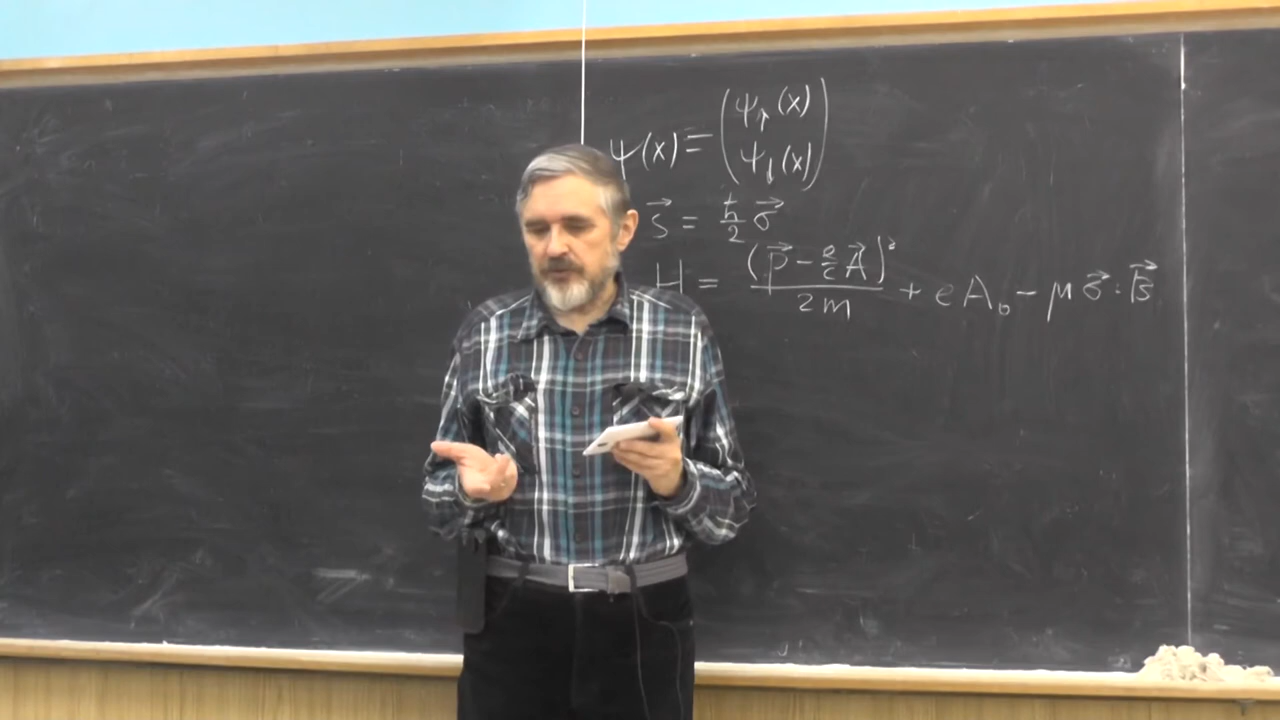 ψ(x) = (ψ↑(x) ψ↓(x))
s⃗ = ħ/2 σ⃗
H = (p⃗ − e/c A⃗)²/2m + eA₀ − μ σ⃗·B⃗